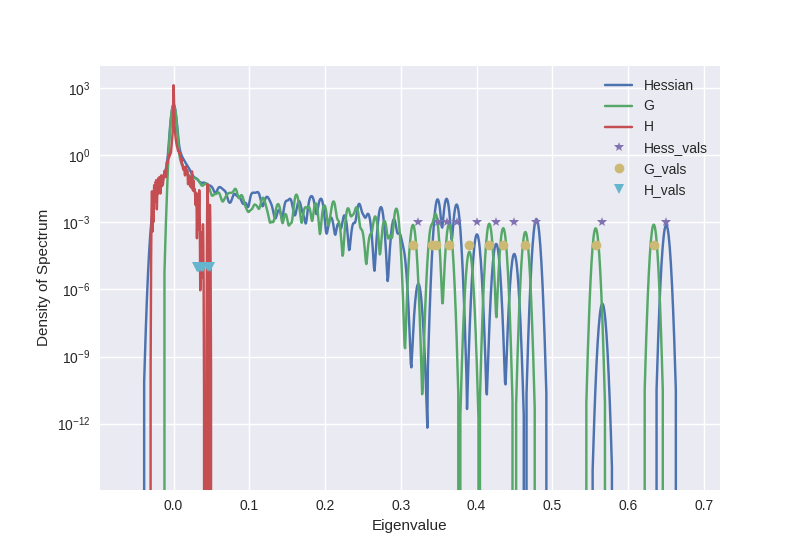 Hessian
G
H
Hess_vals
G_vals
H_vals
Density of Spectrum
10^3
10^0
10^−3
10^−6
10^−9
10^−12
0.0 0.1 0.2 0.3 0.4 0.5 0.6 0.7
Eigenvalue